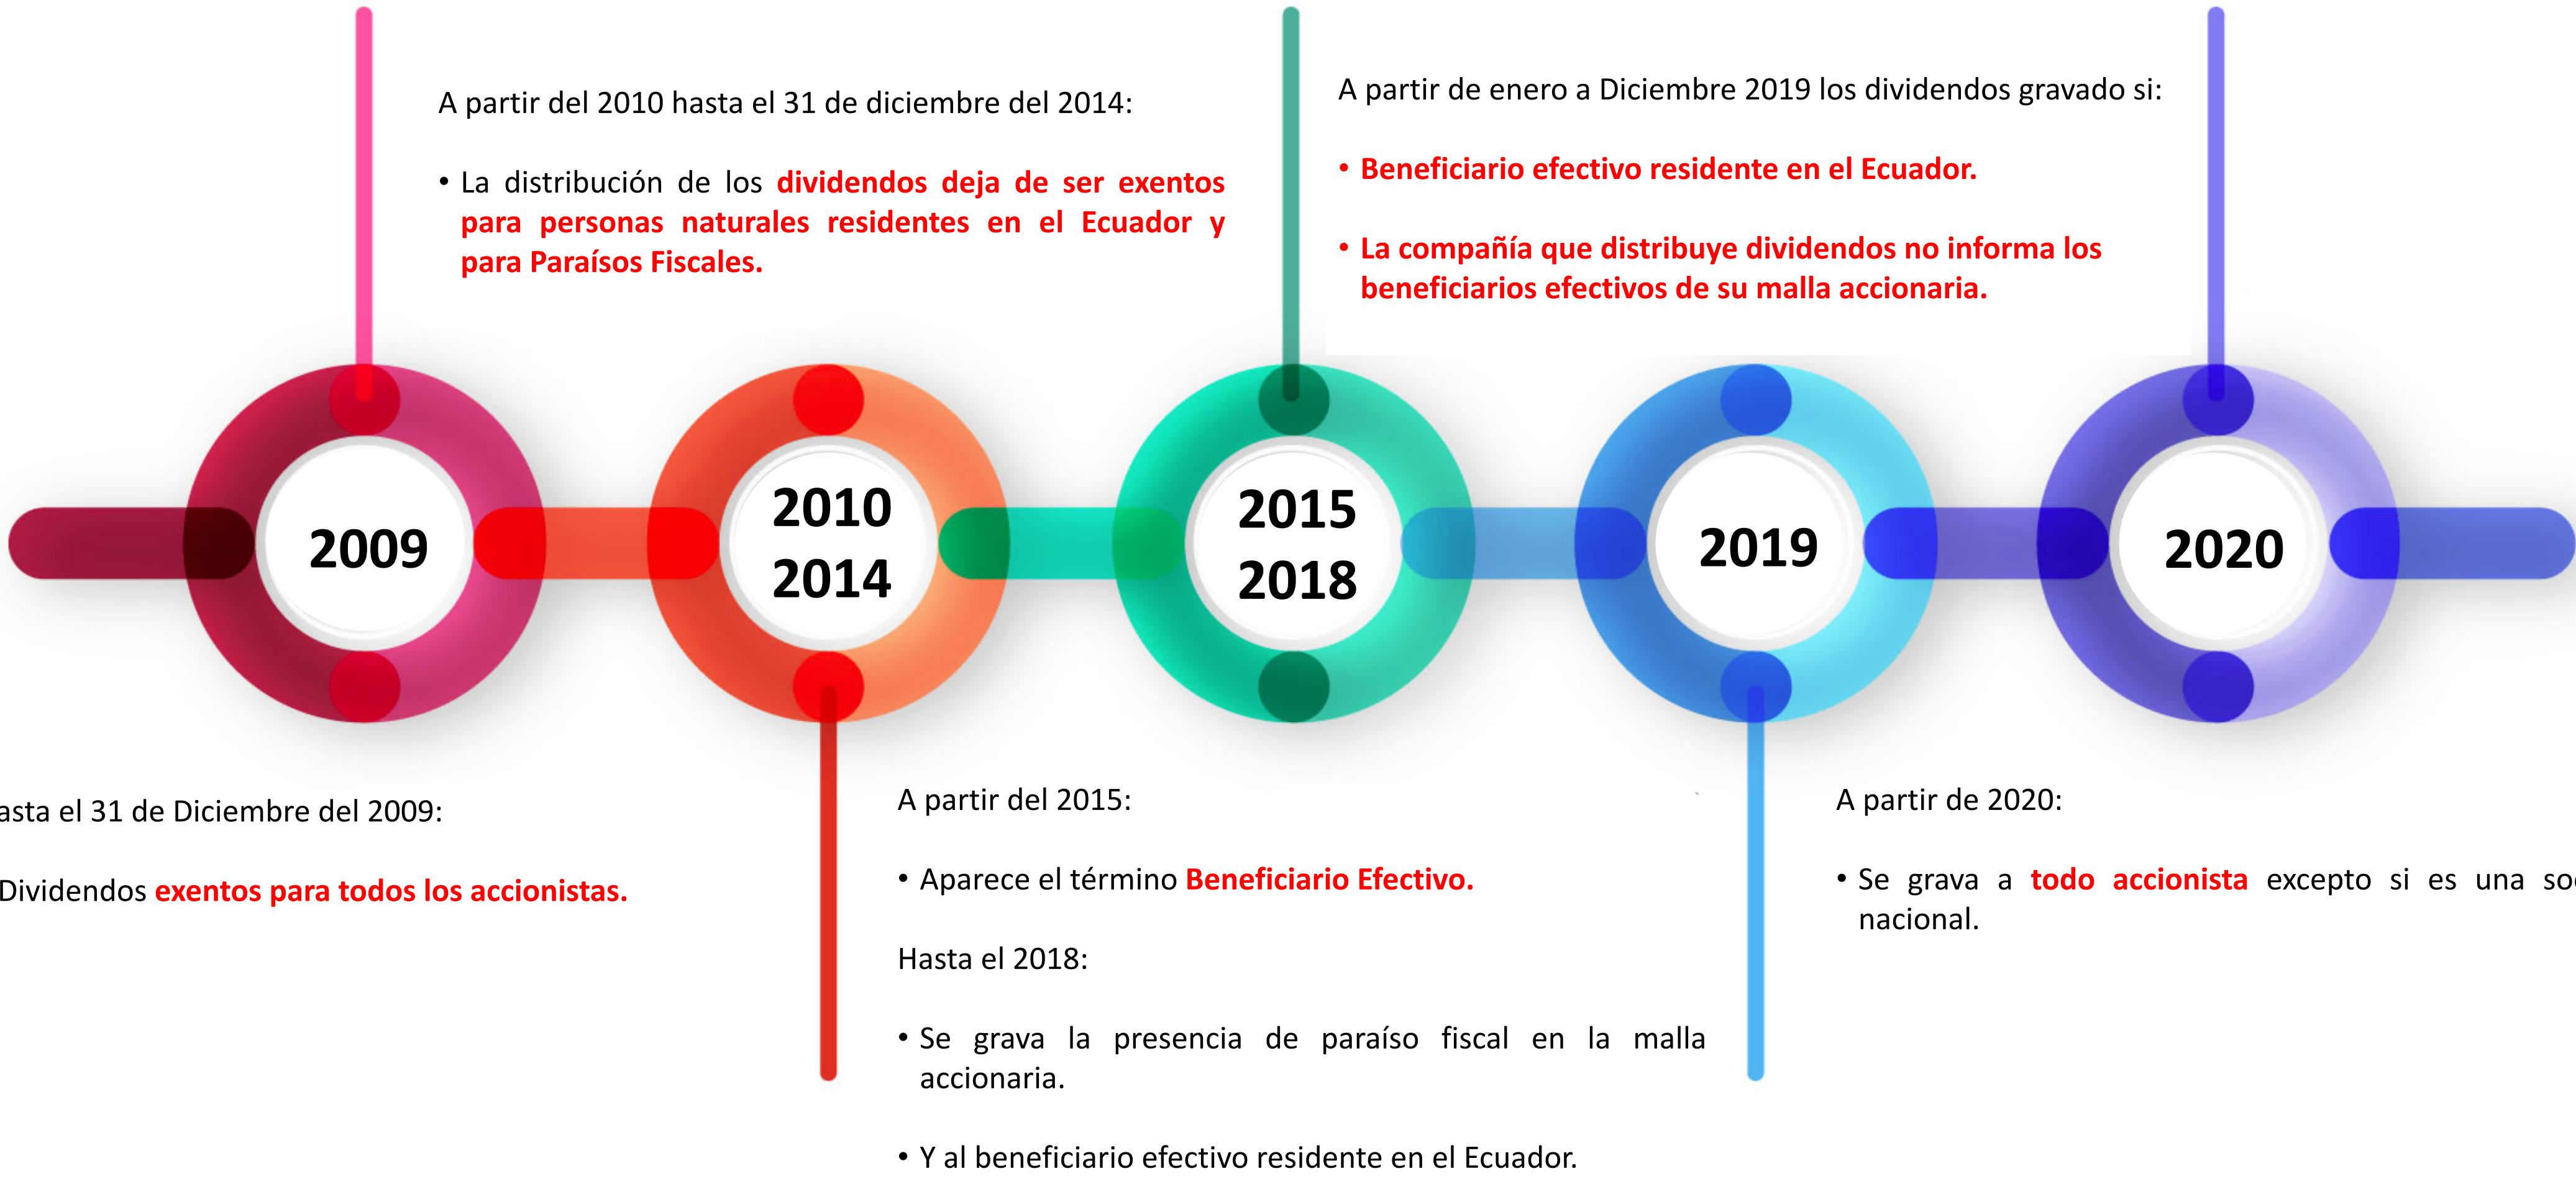 A partir del 2010 hasta el 31 de diciembre del 2014:
• La distribución de los dividendos deja de ser exentos
para personas naturales residentes en el Ecuador y
para Paraísos Fiscales.
A partir de enero a Diciembre 2019 los dividendos gravado si:
• Beneficiario efectivo residente en el Ecuador.
• La compañía que distribuye dividendos no informa los
beneficiarios efectivos de su malla accionaria.
2009
2010
2014
2015
2018
2019
2020
asta el 31 de Diciembre del 2009:
Dividendos exentos para todos los accionistas.
A partir del 2015:
• Aparece el término Beneficiario Efectivo.
Hasta el 2018:
• Se grava la presencia de paraíso fiscal en la malla
accionaria.
• Y al beneficiario efectivo residente en el Ecuador.
A partir de 2020:
• Se grava a todo accionista excepto si es una
nacional.